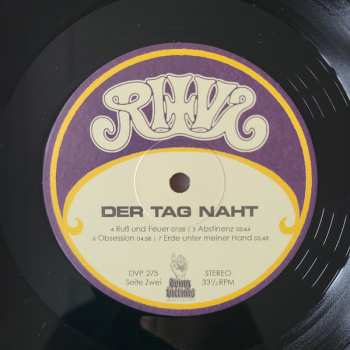 DER TAG NAHT
4 Ruß und Feuer 07:28 / 5 Abstinenz 03:44
6 Obsession 04:58 / 7 Erde unter meiner Hand 05:49
DVP 275
STEREO
Seite Zwei
33⅓ RPM